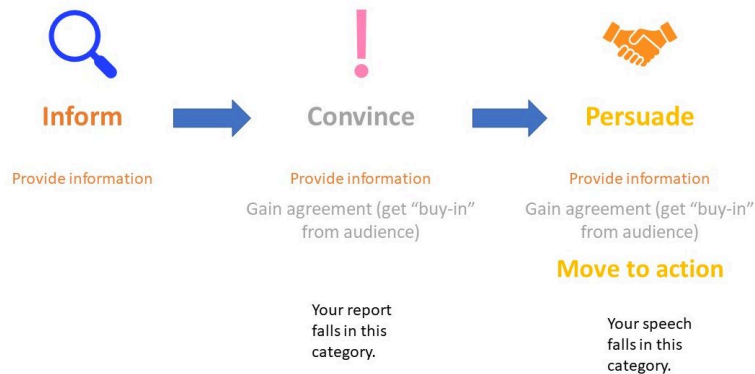 Inform
Convince
Persuade
Provide information
Provide information
Gain agreement (get “buy-in”
from audience)
Provide information
Gain agreement (get “buy-in”
from audience)
Move to action
Your report
falls in this
category.
Your speech
falls in this
category.